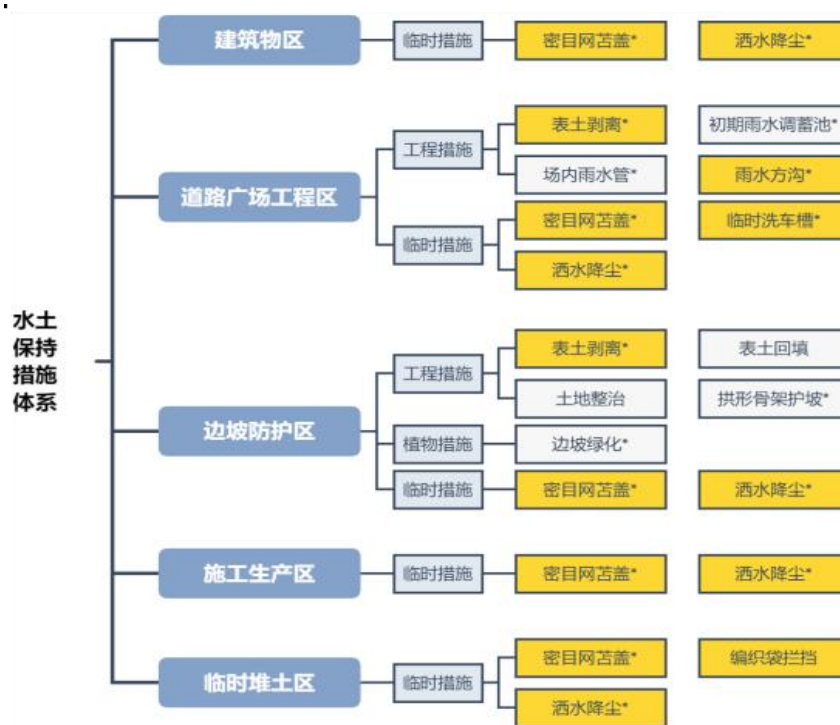 水土
保持
措施
体系
建筑物区
临时措施
密目网苫盖*
洒水降尘*
道路广场工程区
工程措施
表土剥离*
初期雨水调蓄池*
场内雨水管*
雨水方沟*
临时措施
密目网苫盖*
临时洗车槽*
洒水降尘*
边坡防护区
工程措施
表土剥离*
表土回填
土地整治
拱形骨架护坡*
植物措施
边坡绿化*
临时措施
密目网苫盖*
洒水降尘*
施工生产区
临时措施
密目网苫盖*
洒水降尘*
临时堆土区
临时措施
密目网苫盖*
编织袋拦挡
洒水降尘*